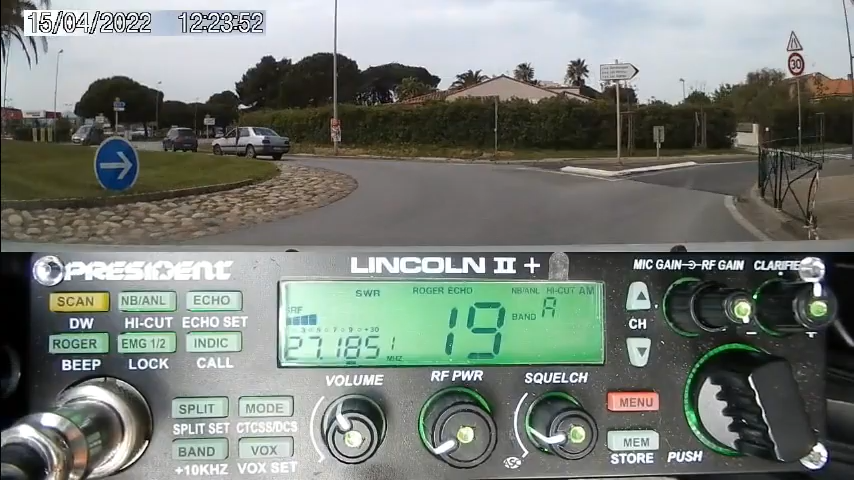 15/04/2022 12:23:52
30
PRESIDENT
LINCOLN II +
MIC GAIN RF GAIN CLARIFIER
SCAN NB/ANL ECHO
DW HI-CUT ECHO SET
ROGER EMG 1/2 INDIC
BEEP LOCK CALL
SWR ROGER ECHO NB/ANL HI-CUT AM
19 BAND A
27.1851 MHZ
CH
VOLUME RF PWR SQUELCH
SPLIT MODE
SPLIT SET CTCSS/DCS
BAND VOX
+10KHZ VOX SET
MENU
MEM
STORE
PUSH
ASC